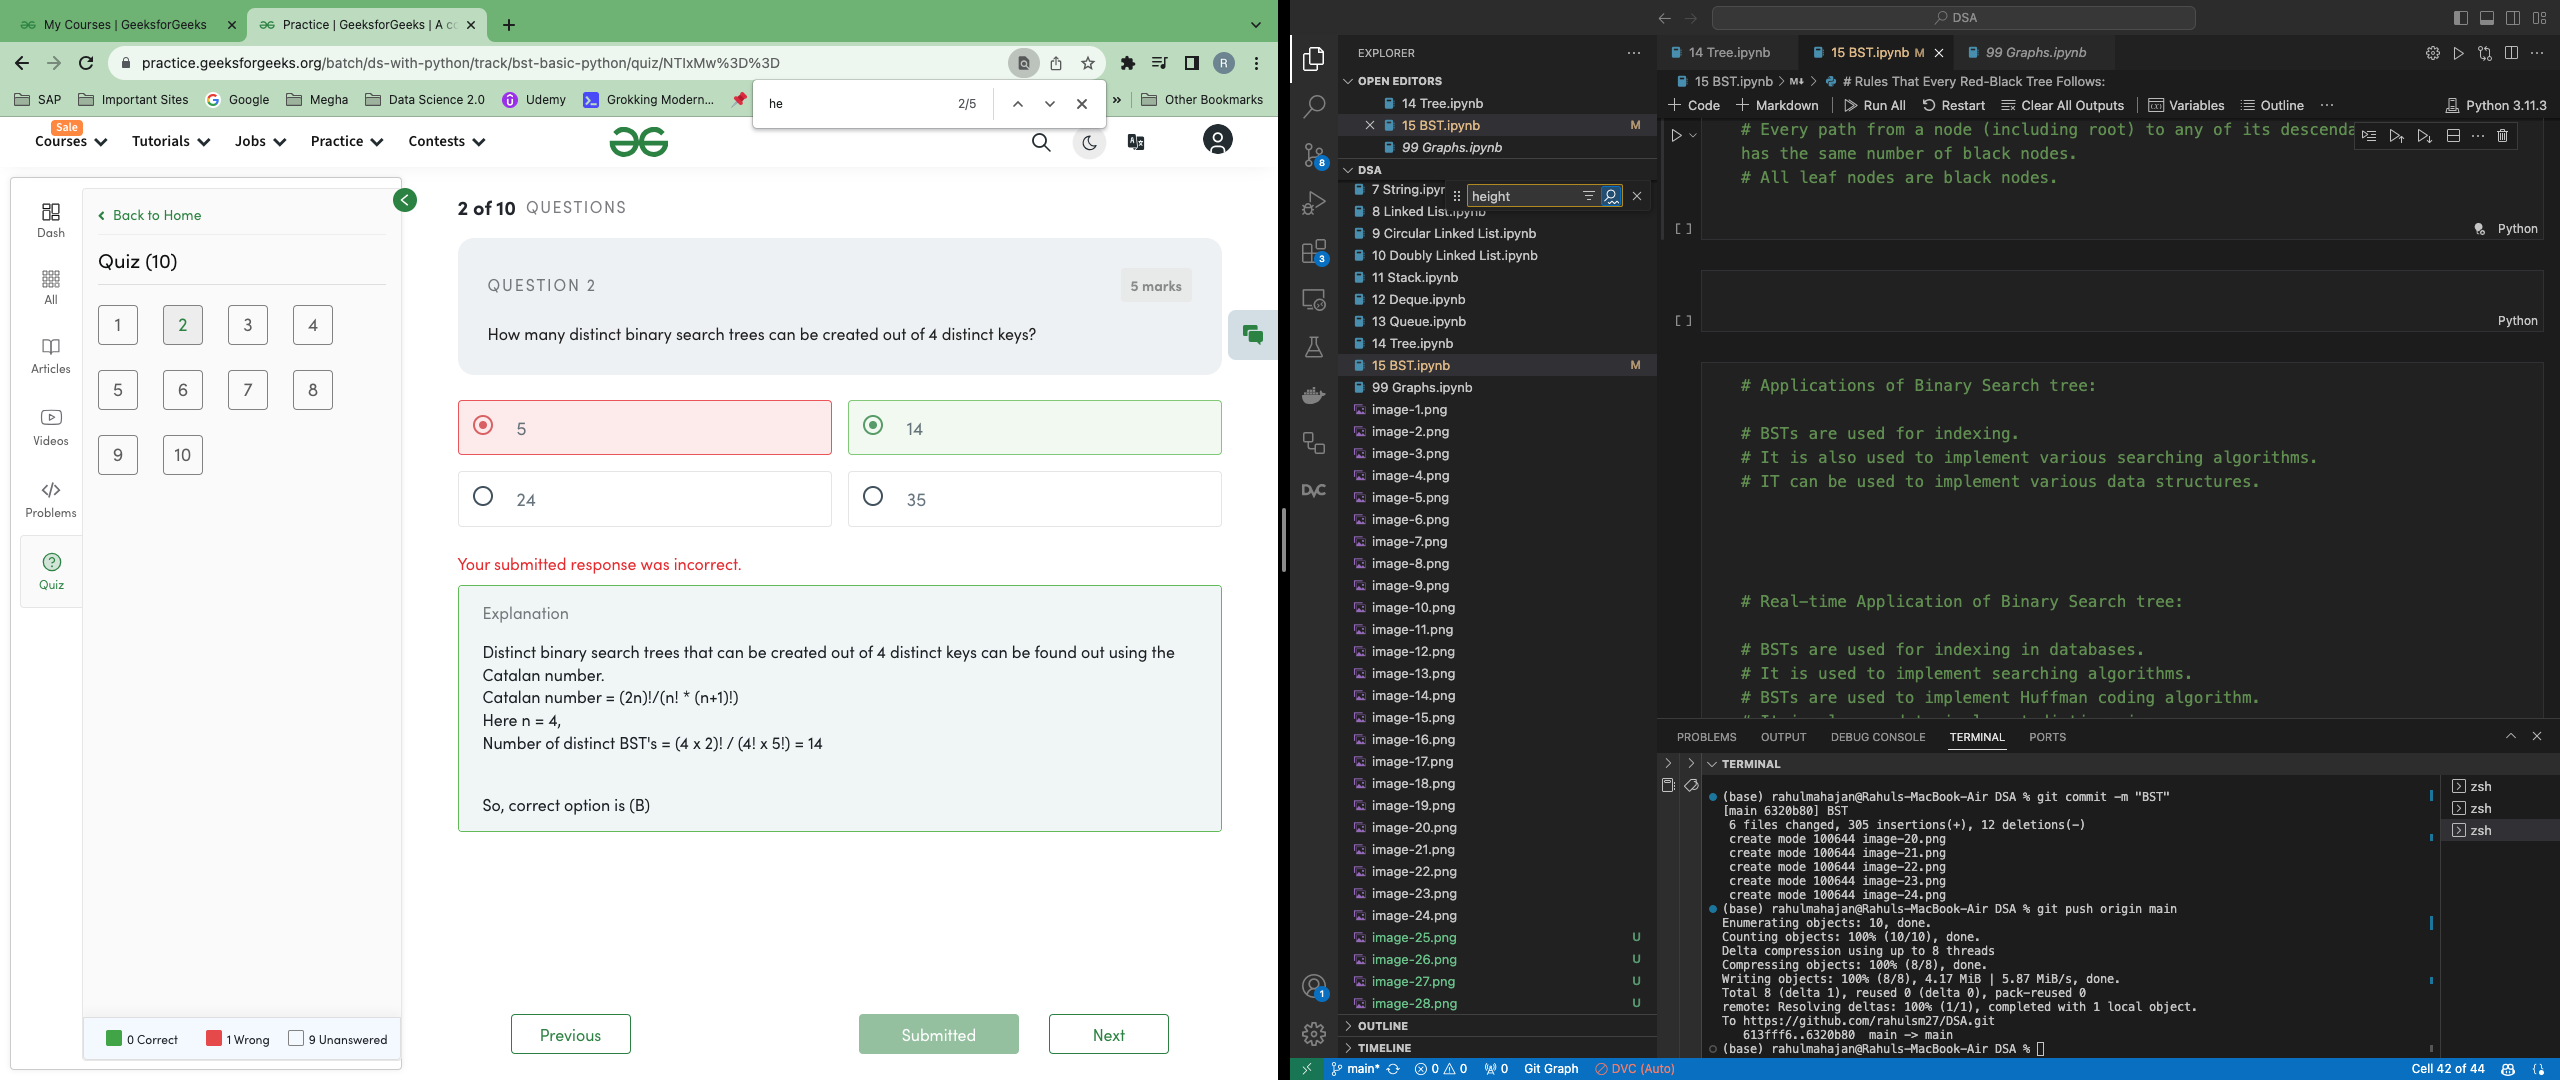 My Courses | GeeksforGeeks
Practice | GeeksforGeeks | A co
practice.geeksforgeeks.org/batch/ds-with-python/track/bst-basic-python/quiz/NTIxMw%3D%3D
R
SAP
Important Sites
Google
Megha
Data Science 2.0
Udemy
Grokking Modern...
»
Other Bookmarks
he
2/5
Sale
Courses
Tutorials
Jobs
Practice
Contests
Dash
All
Articles
Videos
Problems
Quiz
Back to Home
Quiz (10)
1
2
3
4
5
6
7
8
9
10
0 Correct
1 Wrong
9 Unanswered
2 of 10 QUESTIONS
QUESTION 2
5 marks
How many distinct binary search trees can be created out of 4 distinct keys?
5
14
24
35
Your submitted response was incorrect.
Explanation
Distinct binary search trees that can be created out of 4 distinct keys can be found out using the
Catalan number.
Catalan number = (2n)!/(n! * (n+1)!)
Here n = 4,
Number of distinct BST's = (4 x 2)! / (4! x 5!) = 14
So, correct option is (B)
Previous
Submitted
Next
DSA
EXPLORER
OPEN EDITORS
14 Tree.ipynb
15 BST.ipynb M
99 Graphs.ipynb
DSA
height
7 String.ipyn
8 Linked List.ipynb
9 Circular Linked List.ipynb
10 Doubly Linked List.ipynb
11 Stack.ipynb
12 Deque.ipynb
13 Queue.ipynb
14 Tree.ipynb
15 BST.ipynb M
99 Graphs.ipynb
image-1.png
image-2.png
image-3.png
image-4.png
image-5.png
image-6.png
image-7.png
image-8.png
image-9.png
image-10.png
image-11.png
image-12.png
image-13.png
image-14.png
image-15.png
image-16.png
image-17.png
image-18.png
image-19.png
image-20.png
image-21.png
image-22.png
image-23.png
image-24.png
image-25.png U
image-26.png U
image-27.png U
image-28.png U
OUTLINE
TIMELINE
8
3
1
DVC
14 Tree.ipynb
15 BST.ipynb M
99 Graphs.ipynb
15 BST.ipynb > M↓ > # Rules That Every Red-Black Tree Follows:
+ Code
+ Markdown
Run All
Restart
Clear All Outputs
Variables
Outline
Python 3.11.3
# Every path from a node (including root) to any of its descenda
has the same number of black nodes.
# All leaf nodes are black nodes.
[ ]
Python
[ ]
Python
# Applications of Binary Search tree:
# BSTs are used for indexing.
# It is also used to implement various searching algorithms.
# IT can be used to implement various data structures.
# Real-time Application of Binary Search tree:
# BSTs are used for indexing in databases.
# It is used to implement searching algorithms.
# BSTs are used to implement Huffman coding algorithm.
PROBLEMS
OUTPUT
DEBUG CONSOLE
TERMINAL
PORTS
TERMINAL
(base) rahulmahajan@Rahuls-MacBook-Air DSA % git commit -m "BST"
[main 6320b80] BST
6 files changed, 305 insertions(+), 12 deletions(-)
create mode 100644 image-20.png
create mode 100644 image-21.png
create mode 100644 image-22.png
create mode 100644 image-23.png
create mode 100644 image-24.png
(base) rahulmahajan@Rahuls-MacBook-Air DSA % git push origin main
Enumerating objects: 10, done.
Counting objects: 100% (10/10), done.
Delta compression using up to 8 threads
Compressing objects: 100% (8/8), done.
Writing objects: 100% (8/8), 4.17 MiB | 5.87 MiB/s, done.
Total 8 (delta 1), reused 0 (delta 0), pack-reused 0
remote: Resolving deltas: 100% (1/1), completed with 1 local object.
To https://github.com/rahulsm27/DSA.git
613fff6..6320b80 main -> main
(base) rahulmahajan@Rahuls-MacBook-Air DSA %
zsh
zsh
zsh
main*
0
0
0
Git Graph
DVC (Auto)
Cell 42 of 44